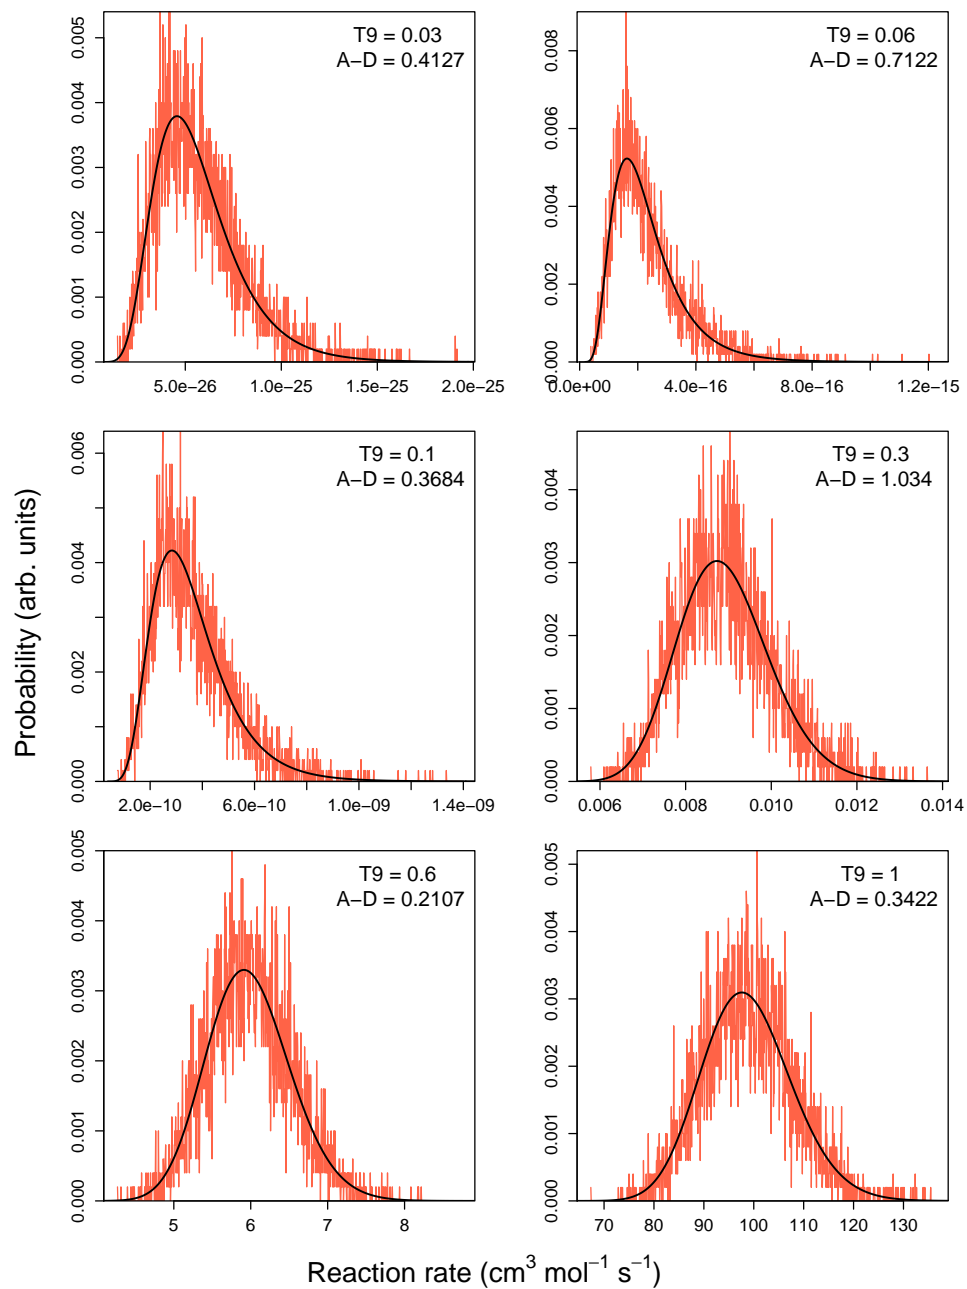 T9 = 0.03
A−D = 0.4127
0.005
0.004
0.003
0.002
0.001
0.000
5.0e−26
1.0e−25
1.5e−25
2.0e−25
T9 = 0.06
A−D = 0.7122
0.008
0.006
0.004
0.002
0.000
0.0e+00
4.0e−16
8.0e−16
1.2e−15
T9 = 0.1
A−D = 0.3684
0.006
0.004
0.002
0.000
2.0e−10
6.0e−10
1.0e−09
1.4e−09
T9 = 0.3
A−D = 1.034
0.004
0.003
0.002
0.001
0.000
0.006
0.008
0.010
0.012
0.014
T9 = 0.6
A−D = 0.2107
0.005
0.004
0.003
0.002
0.001
0.000
5
6
7
8
T9 = 1
A−D = 0.3422
0.005
0.004
0.003
0.002
0.001
0.000
70
80
90
100
110
120
130
Probability (arb. units)
Reaction rate (cm³ mol⁻¹ s⁻¹)